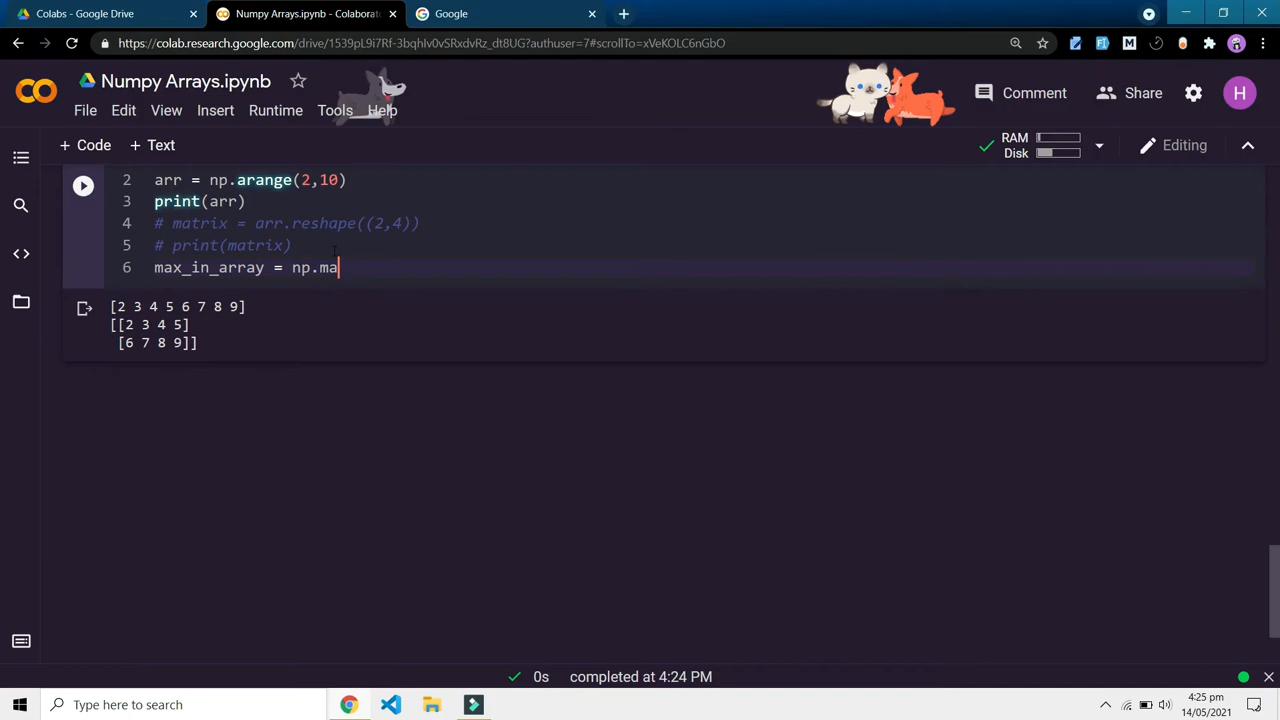 Colabs - Google Drive
Numpy Arrays.ipynb - Colaborat
Google
https://colab.research.google.com/drive/1539pL9i7Rf-3bqhIv0vSRxdvRz_dt8UG?authuser=7#scrollTo=xVeKOLC6nGbO
Numpy Arrays.ipynb
File Edit View Insert Runtime Tools Help
Comment
Share
H
+ Code + Text
RAM
Disk
Editing
2 arr = np.arange(2,10)
3 print(arr)
4 # matrix = arr.reshape((2,4))
5 # print(matrix)
6 max_in_array = np.ma
[2 3 4 5 6 7 8 9]
[[2 3 4 5]
[6 7 8 9]]
0s completed at 4:24 PM
Type here to search
4:25 pm
14/05/2021